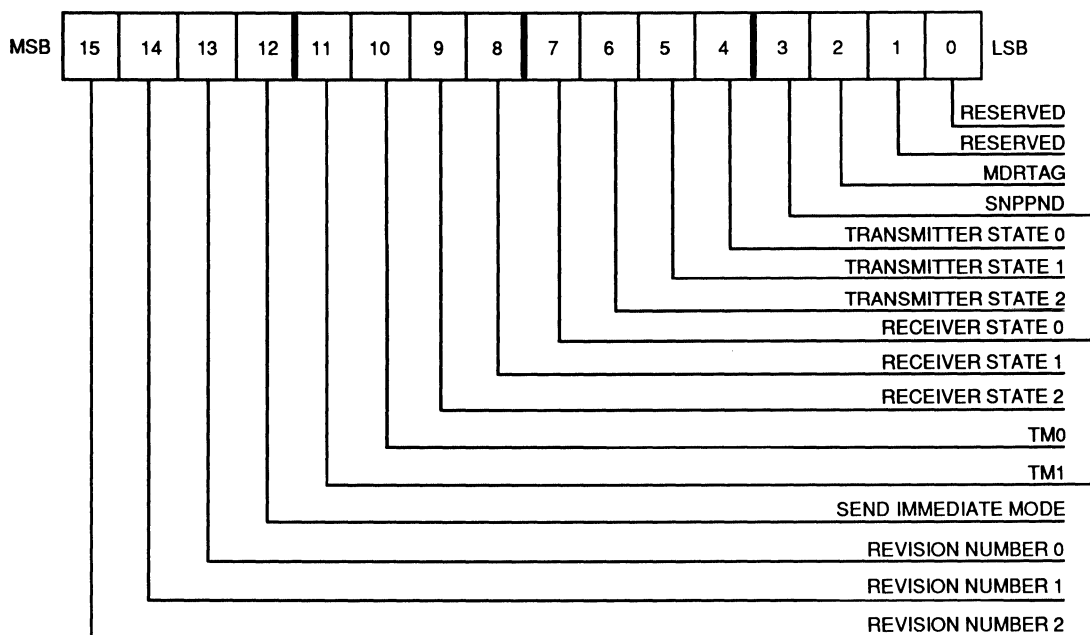 MSB 15 14 13 12 11 10 9 8 7 6 5 4 3 2 1 0 LSB
RESERVED
RESERVED
MDRTAG
SNPPND
TRANSMITTER STATE 0
TRANSMITTER STATE 1
TRANSMITTER STATE 2
RECEIVER STATE 0
RECEIVER STATE 1
RECEIVER STATE 2
TM0
TM1
SEND IMMEDIATE MODE
REVISION NUMBER 0
REVISION NUMBER 1
REVISION NUMBER 2